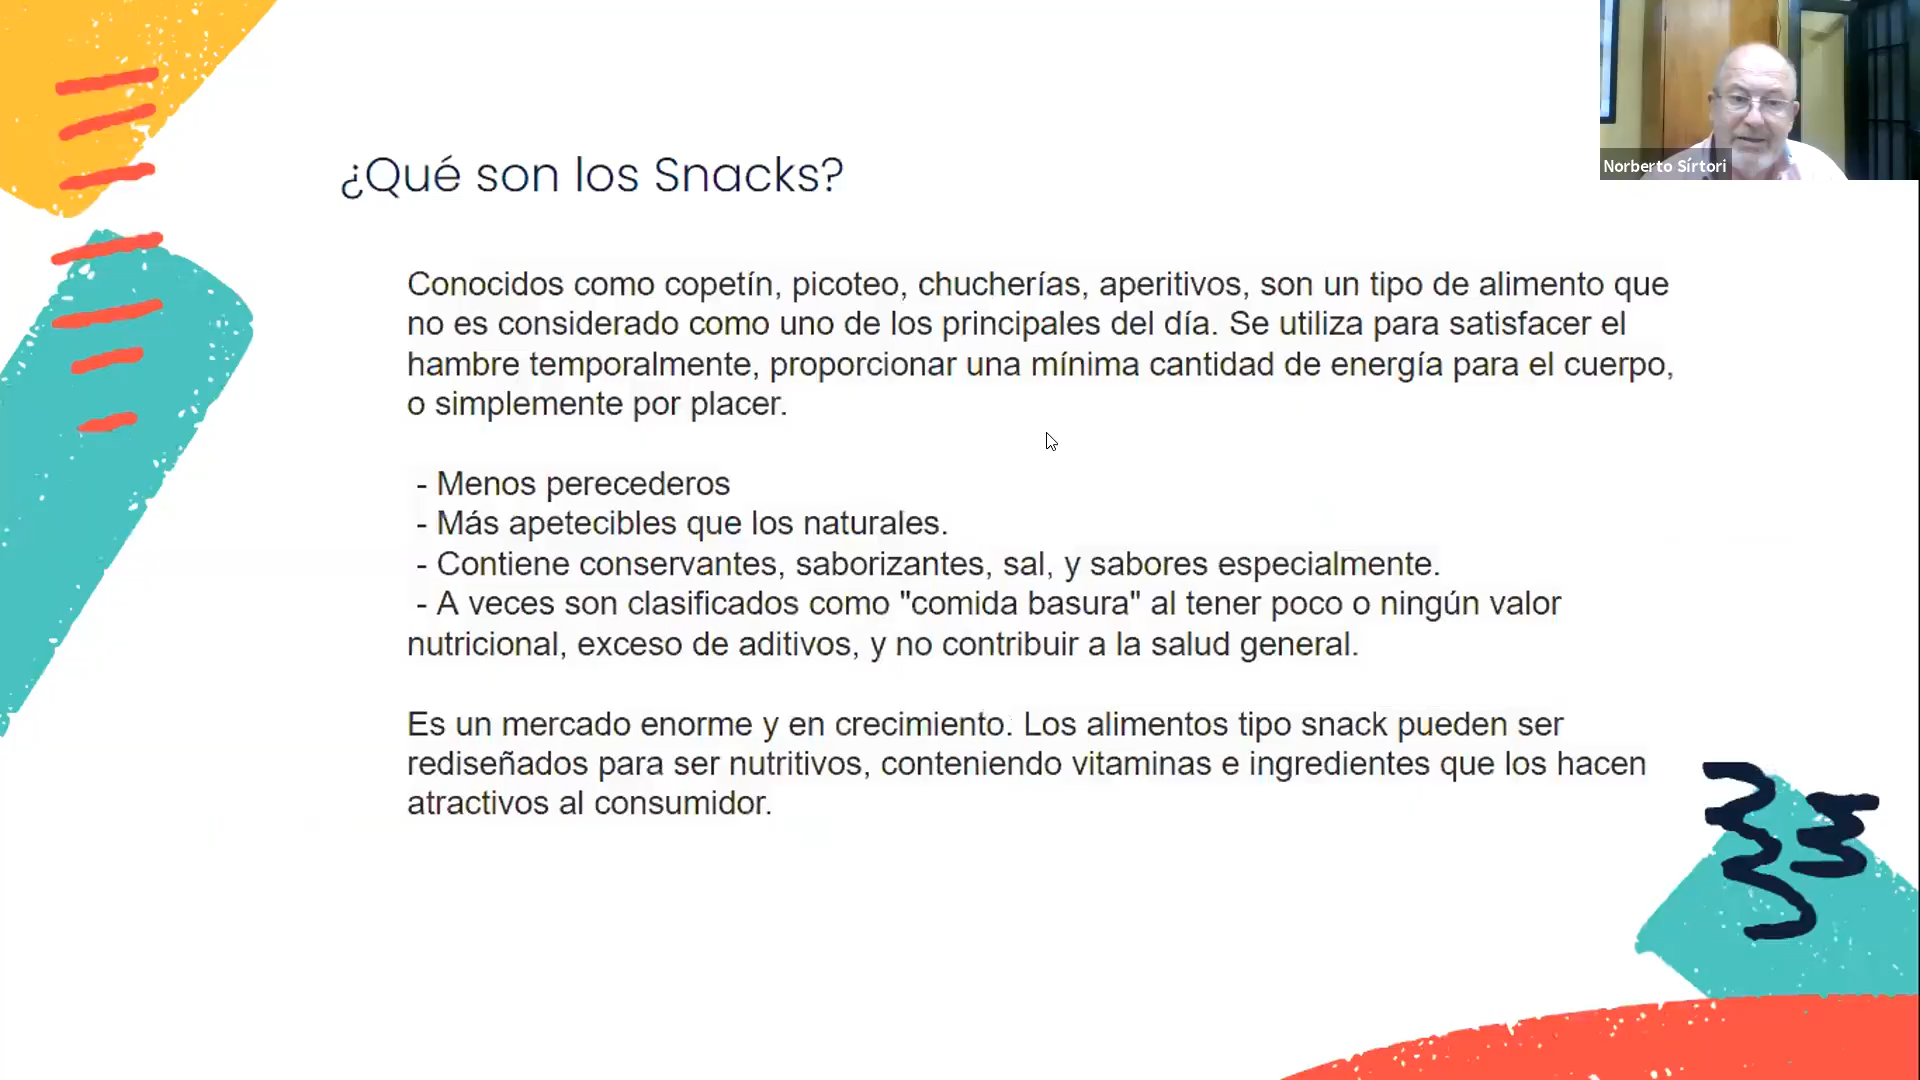 Norberto Sírtori
¿Qué son los Snacks?
Conocidos como copetín, picoteo, chucherías, aperitivos, son un tipo de alimento que
no es considerado como uno de los principales del día. Se utiliza para satisfacer el
hambre temporalmente, proporcionar una mínima cantidad de energía para el cuerpo,
o simplemente por placer.
- Menos perecederos
- Más apetecibles que los naturales.
- Contiene conservantes, saborizantes, sal, y sabores especialmente.
- A veces son clasificados como "comida basura" al tener poco o ningún valor
nutricional, exceso de aditivos, y no contribuir a la salud general.
Es un mercado enorme y en crecimiento. Los alimentos tipo snack pueden ser
rediseñados para ser nutritivos, conteniendo vitaminas e ingredientes que los hacen
atractivos al consumidor.